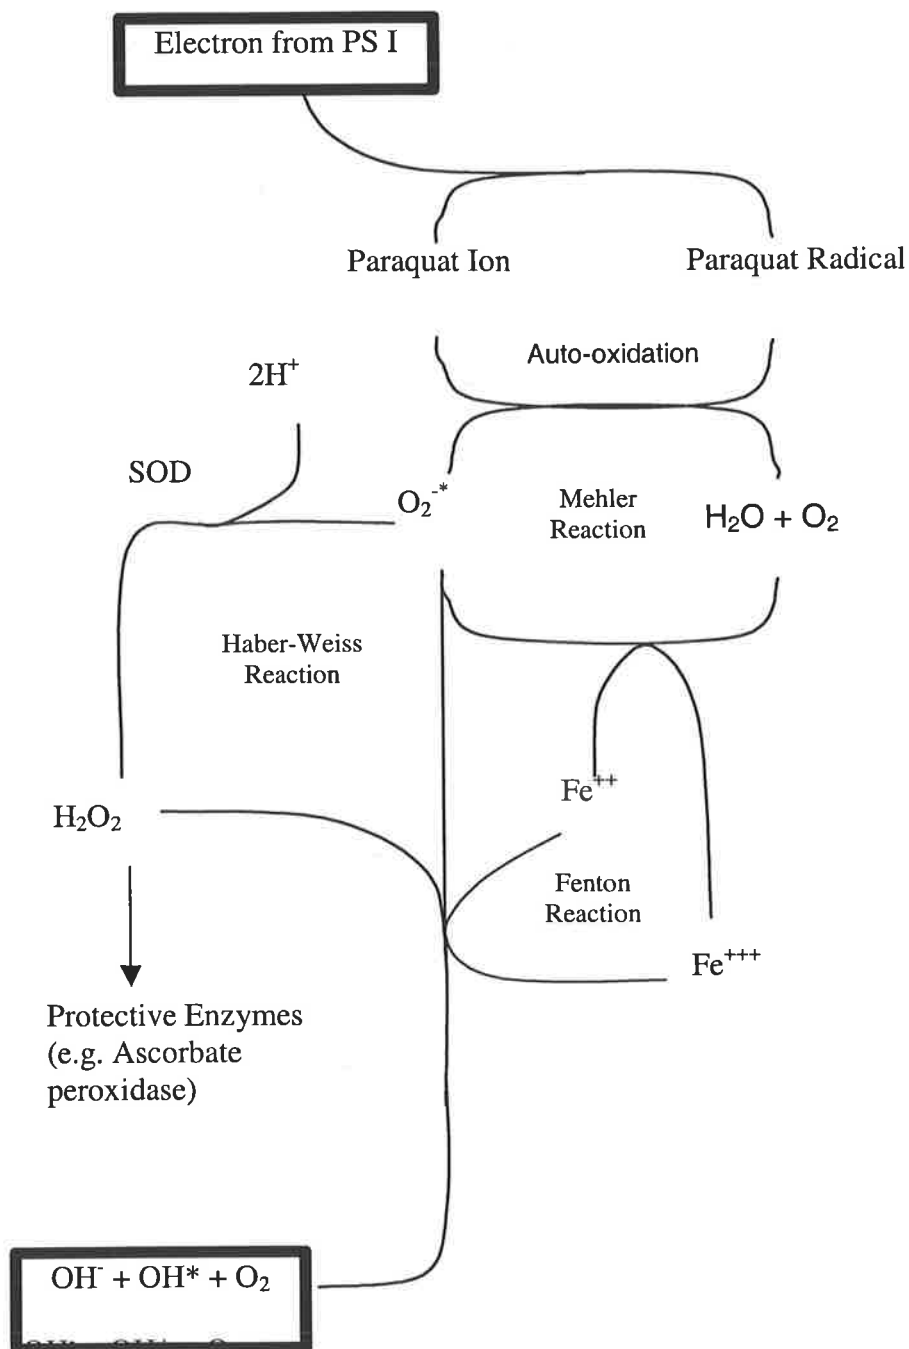 Electron from PS I
Paraquat Ion
Paraquat Radical
Auto-oxidation
2H⁺
SOD
O₂⁻*
Mehler
Reaction
H₂O + O₂
Haber-Weiss
Reaction
Fe⁺⁺
H₂O₂
Fenton
Reaction
Fe⁺⁺⁺
Protective Enzymes
(e.g. Ascorbate
peroxidase)
OH⁻ + OH* + O₂